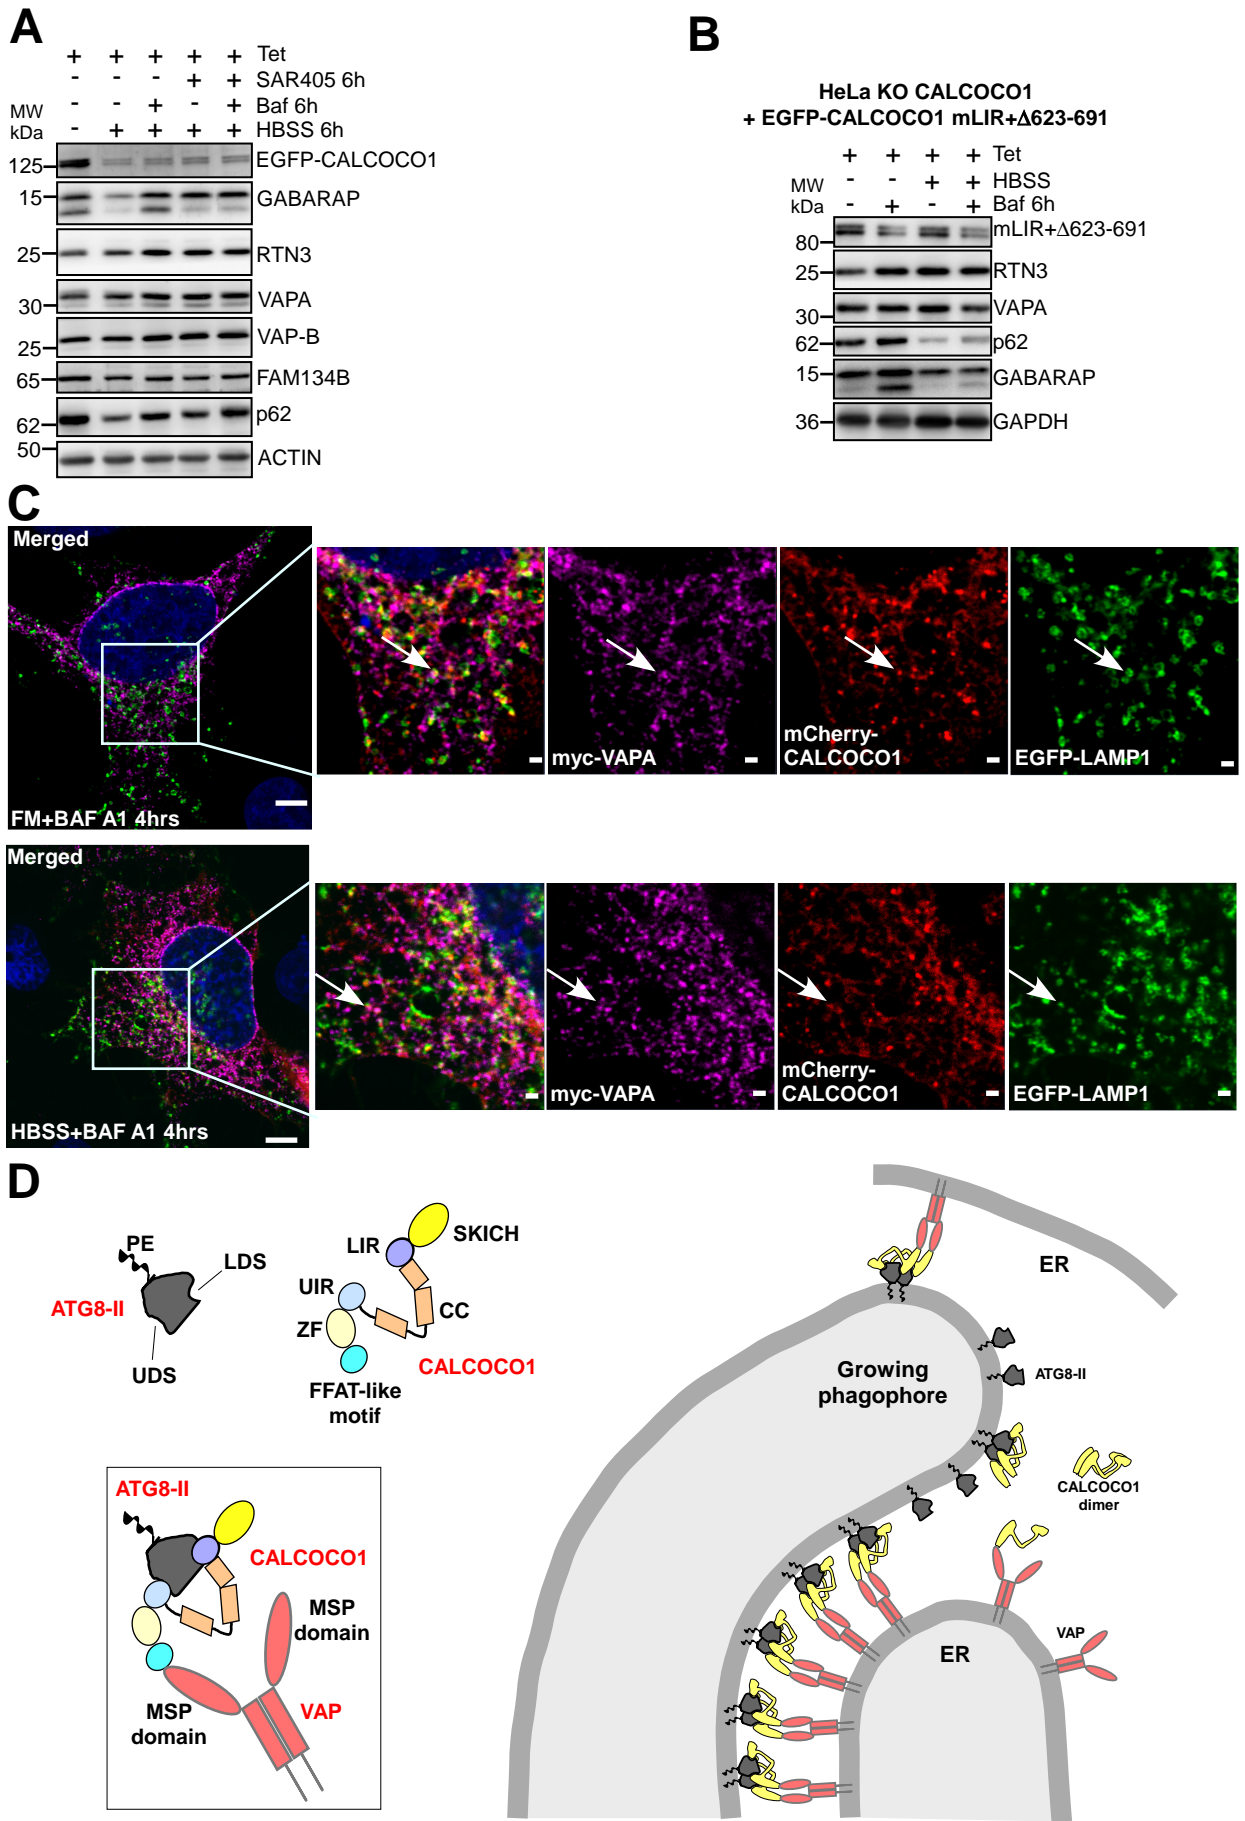 A
+ + + + + Tet
- - - + + SAR405 6h
- - + - + Baf 6h
- + + + + HBSS 6h
MW
kDa
125 EGFP-CALCOCO1
15 GABARAP
25 RTN3
30 VAPA
25 VAP-B
65 FAM134B
62 p62
50 ACTIN
B
HeLa KO CALCOCO1
+ EGFP-CALCOCO1 mLIR+Δ623-691
+ + + + Tet
- - + + HBSS
- + - + Baf 6h
MW
kDa
80 mLIR+Δ623-691
25 RTN3
30 VAPA
62 p62
15 GABARAP
36 GAPDH
C
Merged
FM+BAF A1 4hrs
myc-VAPA
mCherry-
CALCOCO1
EGFP-LAMP1
Merged
HBSS+BAF A1 4hrs
myc-VAPA
mCherry-
CALCOCO1
EGFP-LAMP1
D
PE
LDS
ATG8-II
UDS
SKICH
LIR
UIR
CC
ZF
CALCOCO1
FFAT-like
motif
ATG8-II
CALCOCO1
MSP
domain
MSP
domain
VAP
ER
Growing
phagophore
ATG8-II
CALCOCO1
dimer
VAP
ER